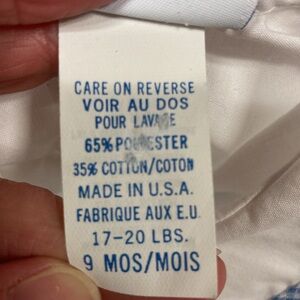 CARE ON REVERSE
VOIR AU DOS
POUR LAVAGE
65% POLYESTER
35% COTTON/COTON
MADE IN U.S.A.
FABRIQUE AUX E.U.
17-20 LBS.
9 MOS/MOIS